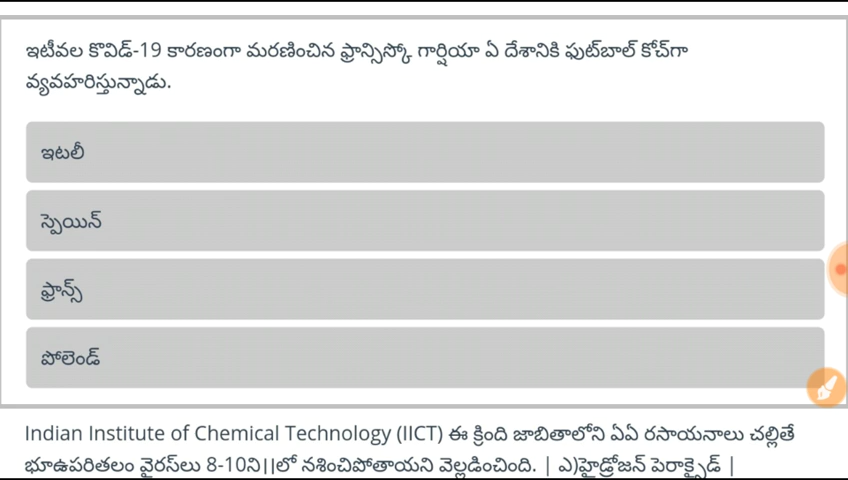 ఇటీవల కొవిడ్-19 కారణంగా మరణించిన ఫ్రాన్సిస్కో గార్షియా ఏ దేశానికి ఫుట్‌బాల్ కోచ్‌గా
వ్యవహరిస్తున్నాడు.
ఇటలీ
స్పెయిన్
ఫ్రాన్స్
పోలెండ్
Indian Institute of Chemical Technology (IICT) ఈ క్రింది జాబితాలోని ఏఏ రసాయనాలు చల్లితే
భూఉపరితలం వైరస్‌లు 8-10ని||లో నశించిపోతాయని వెల్లడించింది. | ఎ)హైడ్రోజన్ పెరాక్సైడ్ |